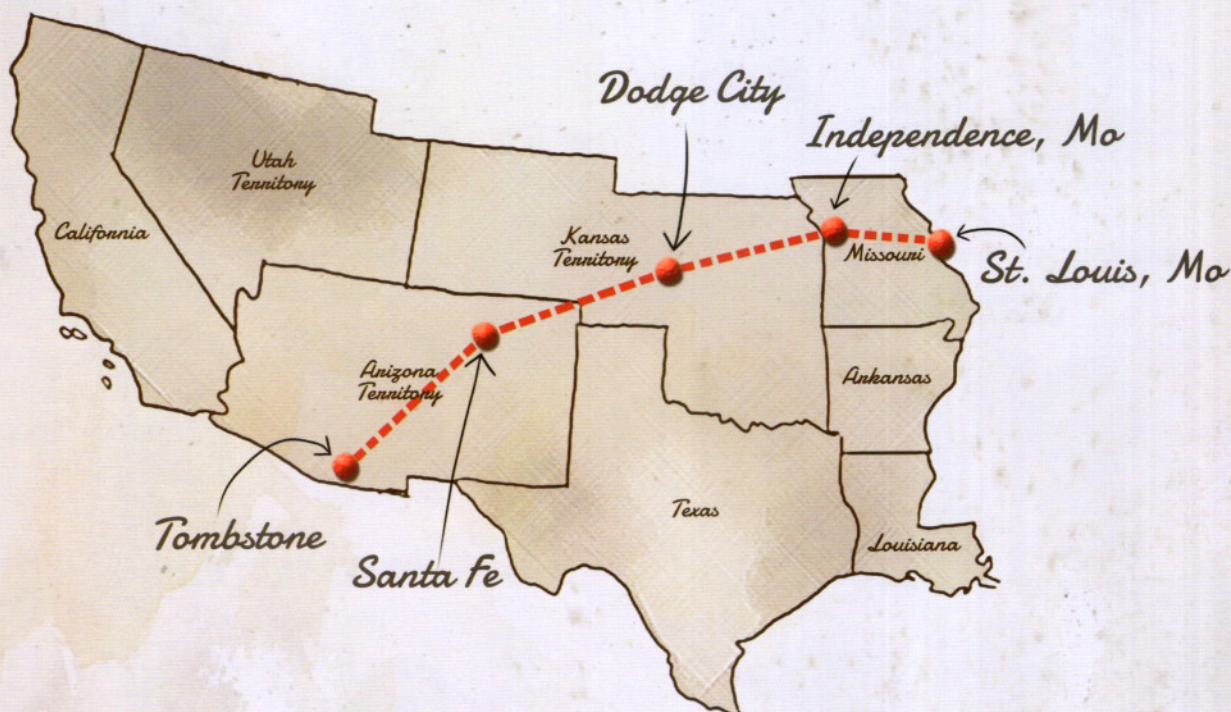 Dodge City
Independence, Mo
Utah
Territory
California
Kansas
Territory
Missouri
St. Louis, Mo
Arizona
Territory
Arkansas
Texas
Tombstone
Louisiana
Santa Fe